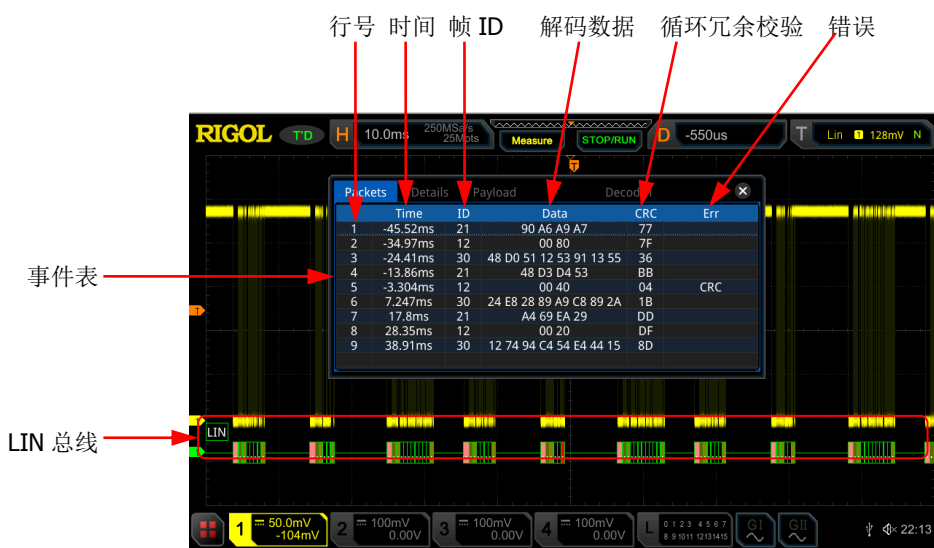 行号 时间 帧 ID 解码数据 循环冗余校验 错误
RIGOL T'D H 10.0ms 250MSa/s 25Mpts Measure STOP/RUN D -550us T Lin 1 128mV N
T
Packets Details Payload
Time ID Data CRC Err
1 -45.52ms 21 90 A6 A9 A7 77
2 -34.97ms 12 00 80 7F
3 -24.41ms 30 48 D0 51 12 53 91 13 55 36
4 -13.86ms 21 48 D3 D4 53 BB
5 -3.304ms 12 00 40 04 CRC
6 7.247ms 30 24 E8 28 89 A9 C8 89 2A 1B
7 17.8ms 21 A4 69 EA 29 DD
8 28.35ms 12 00 20 DF
9 38.91ms 30 12 74 94 C4 54 E4 44 15 8D
事件表
T
LIN
LIN 总线
1 50.0mV -104mV 2 100mV 0.00V 3 100mV 0.00V 4 100mV 0.00V L 0 1 2 3 4 5 6 7 GI GII 22:13
8 9 10 11 12 13 14 15